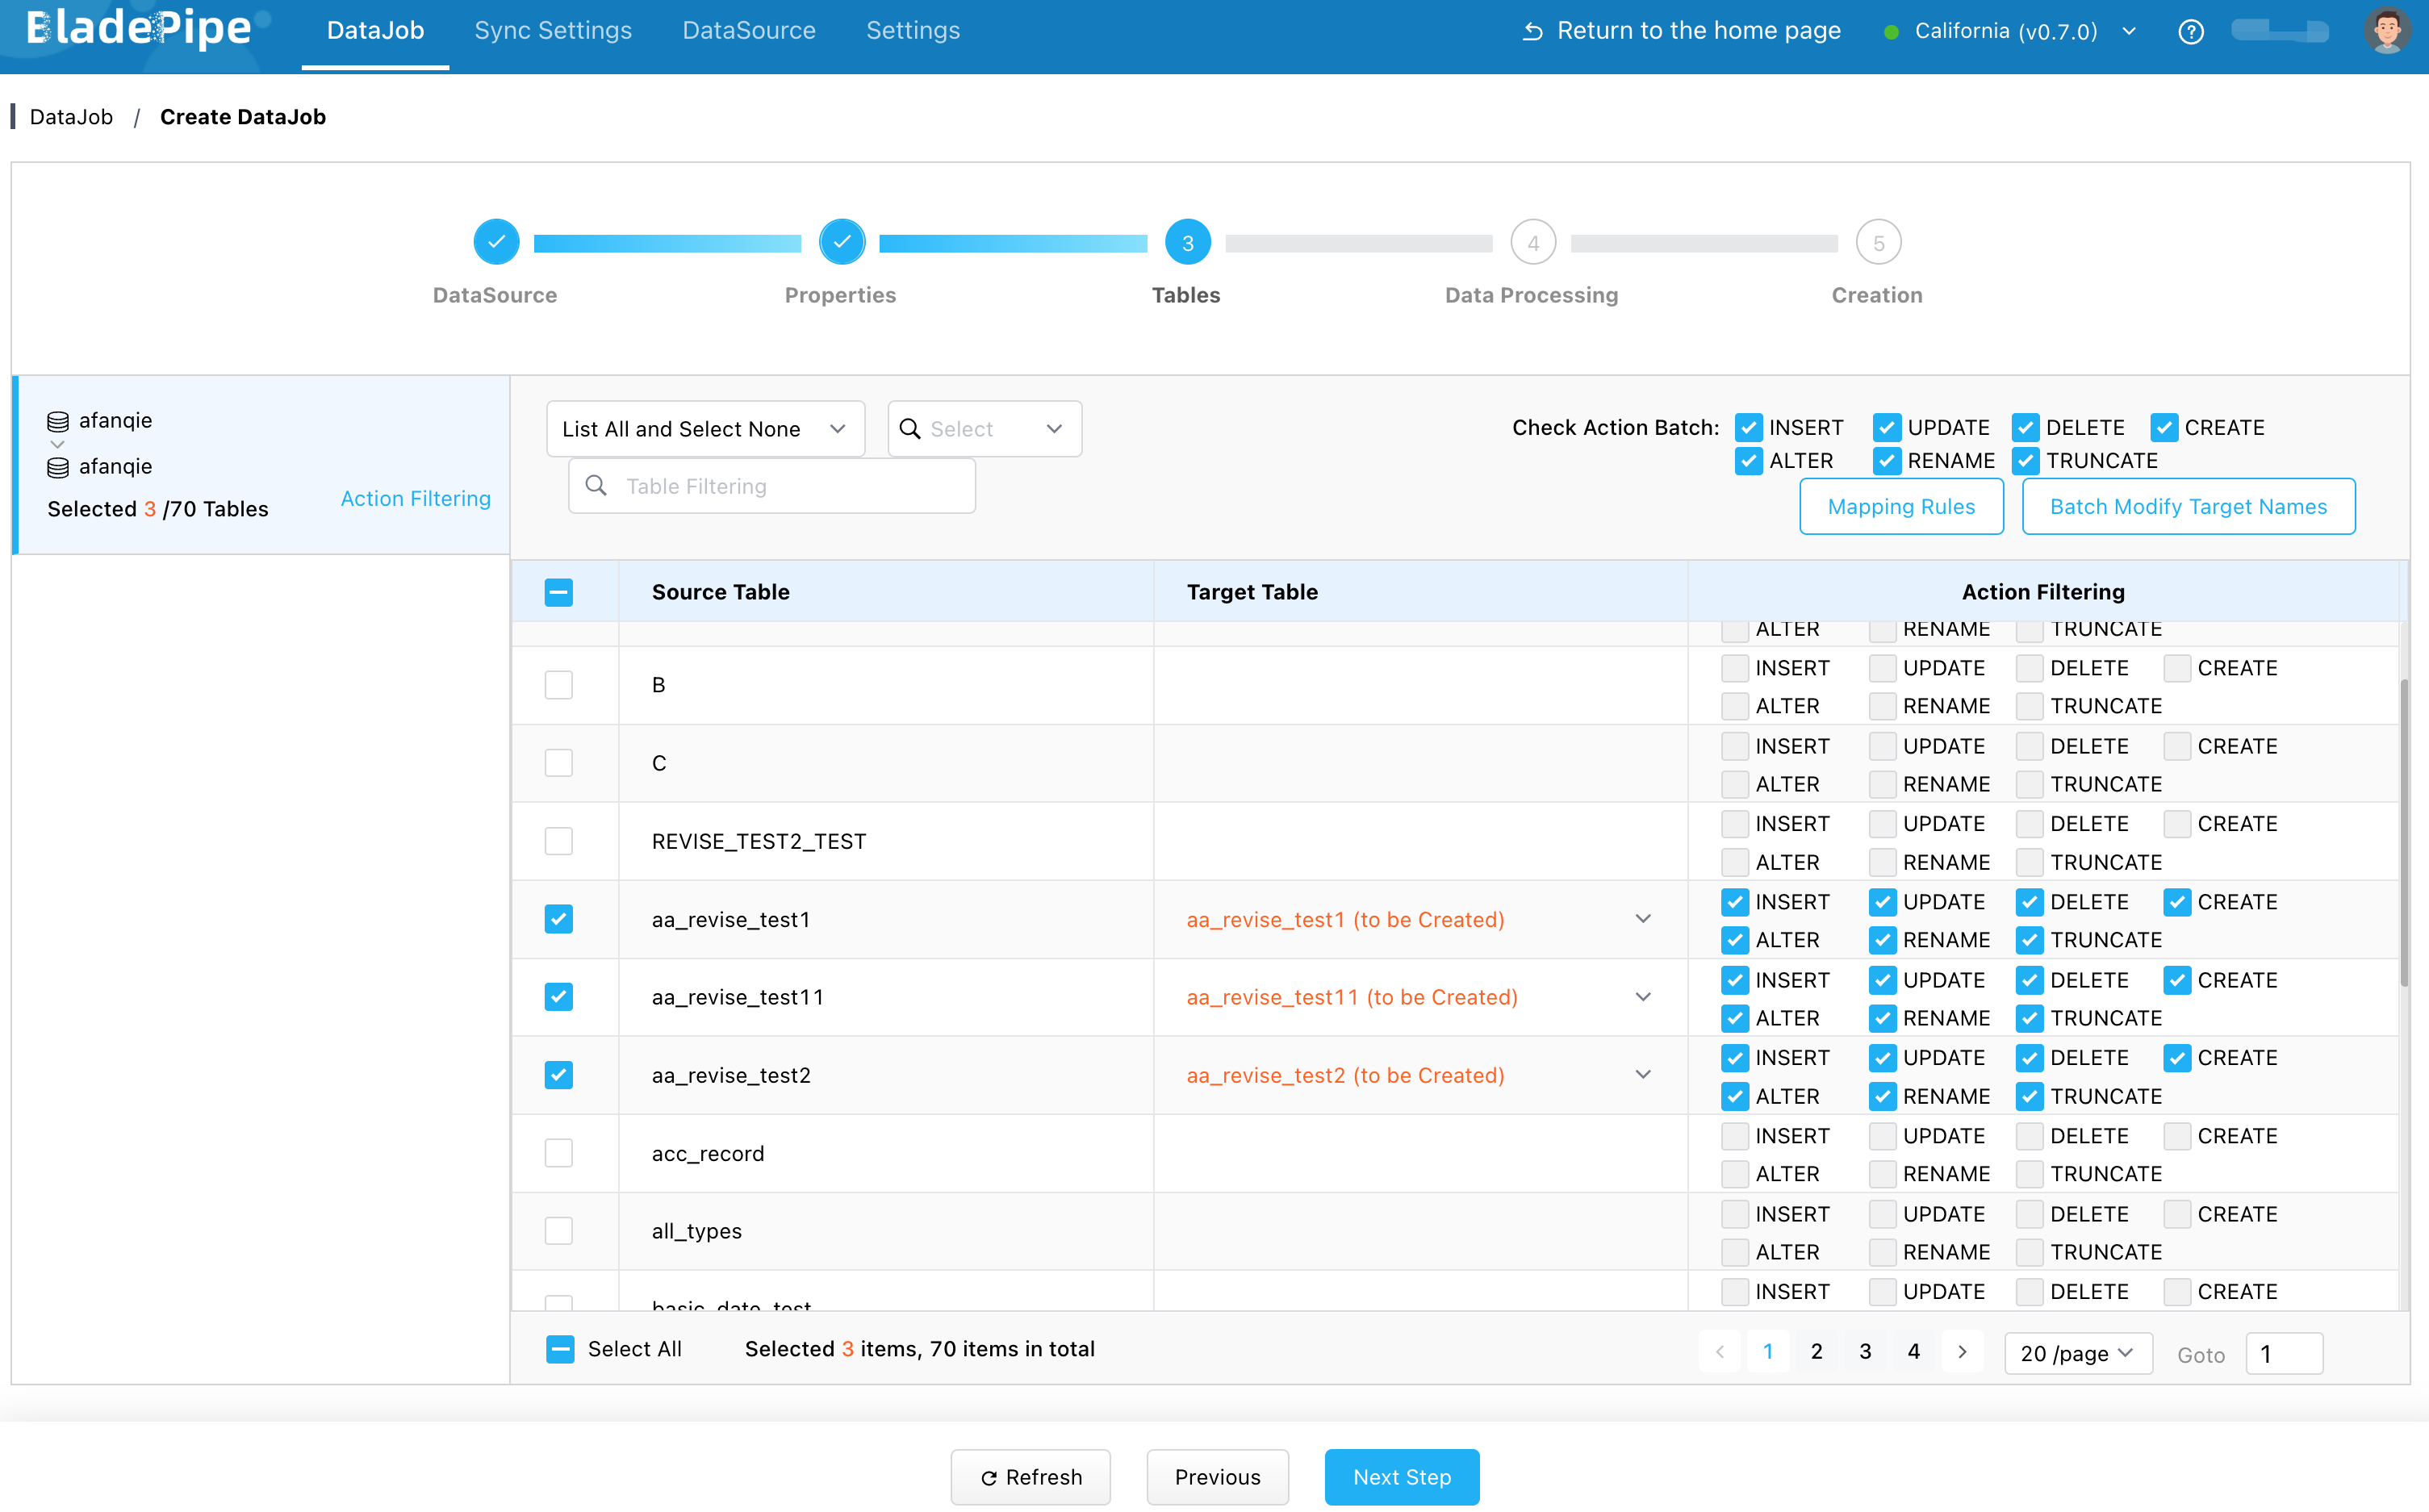 BladePipe DataJob Sync Settings DataSource Settings Return to the home page California (v0.7.0)
DataJob / Create DataJob
3 4 5
DataSource Properties Tables Data Processing Creation
afanqie
afanqie
Selected 3 /70 Tables Action Filtering
List All and Select None Select
Table Filtering
Check Action Batch: INSERT UPDATE DELETE CREATE
ALTER RENAME TRUNCATE
Mapping Rules Batch Modify Target Names
Source Table Target Table Action Filtering
ALTER RENAME TRUNCATE
B INSERT UPDATE DELETE CREATE
ALTER RENAME TRUNCATE
C INSERT UPDATE DELETE CREATE
ALTER RENAME TRUNCATE
REVISE_TEST2_TEST INSERT UPDATE DELETE CREATE
ALTER RENAME TRUNCATE
aa_revise_test1 aa_revise_test1 (to be Created) INSERT UPDATE DELETE CREATE
ALTER RENAME TRUNCATE
aa_revise_test11 aa_revise_test11 (to be Created) INSERT UPDATE DELETE CREATE
ALTER RENAME TRUNCATE
aa_revise_test2 aa_revise_test2 (to be Created) INSERT UPDATE DELETE CREATE
ALTER RENAME TRUNCATE
acc_record INSERT UPDATE DELETE CREATE
ALTER RENAME TRUNCATE
all_types INSERT UPDATE DELETE CREATE
ALTER RENAME TRUNCATE
basic_date_test INSERT UPDATE DELETE CREATE
Select All Selected 3 items, 70 items in total 1 2 3 4 20 /page Goto 1
Refresh Previous Next Step